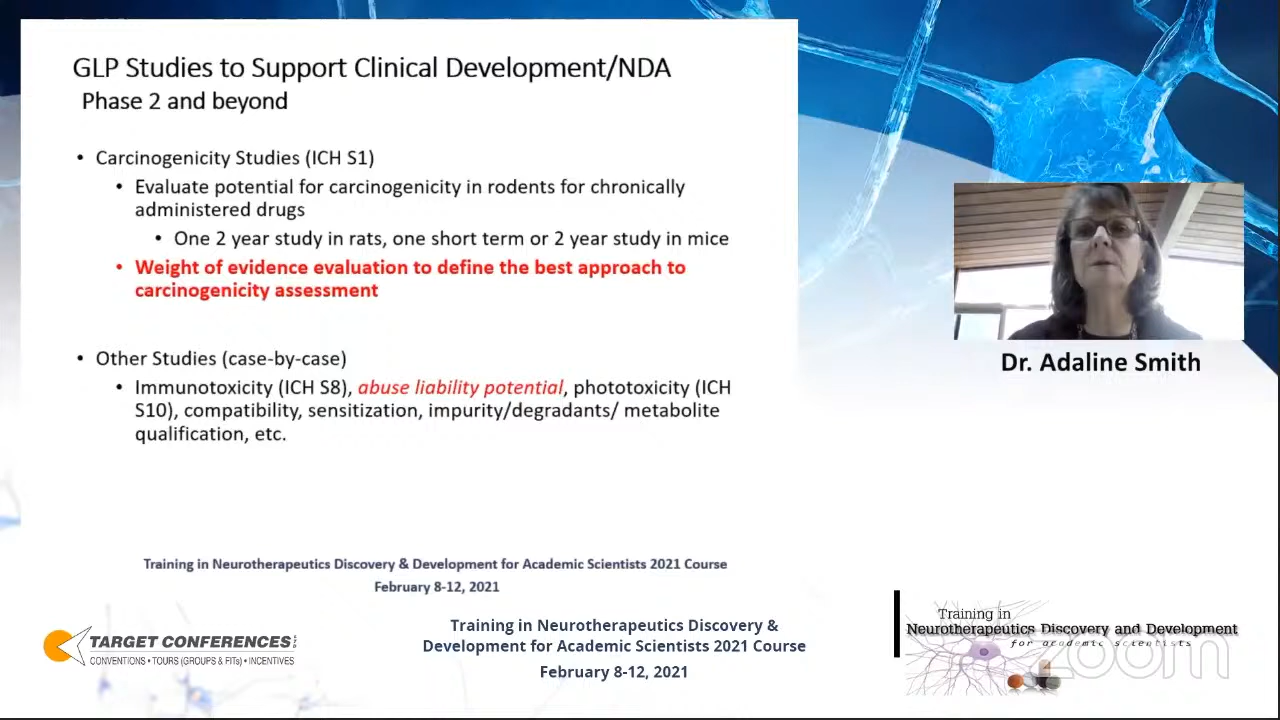 GLP Studies to Support Clinical Development/NDA
Phase 2 and beyond
• Carcinogenicity Studies (ICH S1)
• Evaluate potential for carcinogenicity in rodents for chronically
administered drugs
• One 2 year study in rats, one short term or 2 year study in mice
• Weight of evidence evaluation to define the best approach to
carcinogenicity assessment
• Other Studies (case-by-case)
• Immunotoxicity (ICH S8), abuse liability potential, phototoxicity (ICH
S10), compatibility, sensitization, impurity/degradants/ metabolite
qualification, etc.
Training in Neurotherapeutics Discovery & Development for Academic Scientists 2021 Course
February 8-12, 2021
Dr. Adaline Smith
TARGET CONFERENCES
CONVENTIONS • TOURS (GROUPS & FITs) • INCENTIVES
Training in Neurotherapeutics Discovery &
Development for Academic Scientists 2021 Course
February 8-12, 2021
Training in
Neurotherapeutics Discovery and Development
for academic scientists
zoom